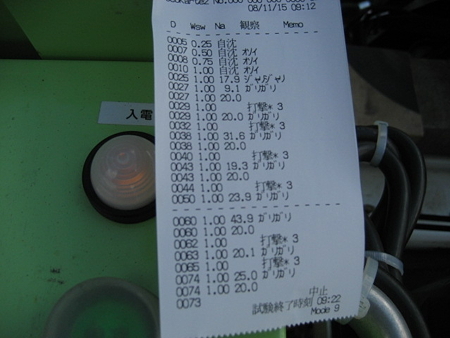 08/11/15 09:12
D Wsw Na 観察 Memo
0005 0.25 自沈
0007 0.50 自沈 ｵｿｲ
0008 0.75 自沈 ｵｿｲ
0010 1.00 自沈 ｵｿｲ
0025 1.00 17.9 ｼﾞｬﾘｼﾞｬﾘ
0027 1.00 9.1 ｶﾞﾘｶﾞﾘ
0027 1.00 20.0
0029 1.00 打撃* 3
0029 1.00 20.0 ｶﾞﾘｶﾞﾘ
0032 1.00 打撃* 3
0038 1.00 31.6 ｶﾞﾘｶﾞﾘ
0038 1.00 20.0
0040 1.00 打撃* 3
0043 1.00 19.3 ｶﾞﾘｶﾞﾘ
0043 1.00 20.0
0044 1.00 打撃* 3
0050 1.00 23.9 ｶﾞﾘｶﾞﾘ
0060 1.00 43.9 ｶﾞﾘｶﾞﾘ
0060 1.00 20.0
0062 1.00 打撃* 3
0063 1.00 20.1 ｶﾞﾘｶﾞﾘ
0065 1.00 打撃* 3
0074 1.00 25.0 ｶﾞﾘｶﾞﾘ
0074 1.00 20.0
0073 中止
試験終了時刻 09:22
Mode 9
入電